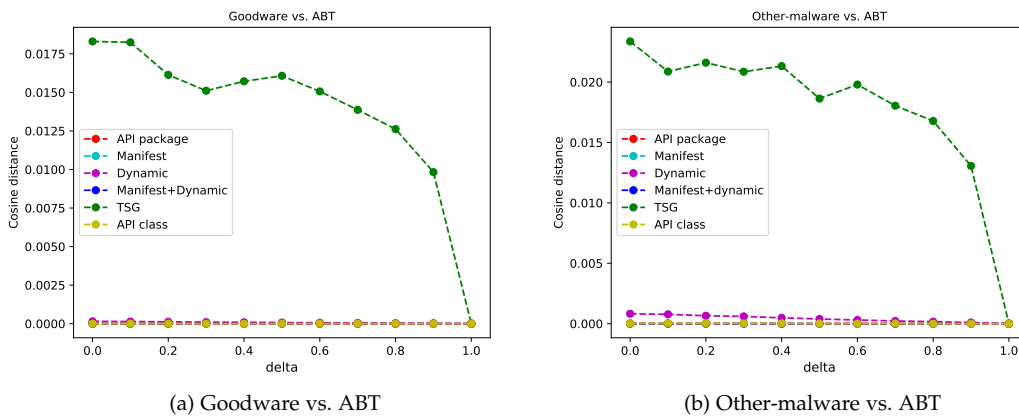 Goodware vs. ABT
0.0175
0.0150
0.0125
0.0100
0.0075
0.0050
0.0025
0.0000
Cosine distance
API package
Manifest
Dynamic
Manifest+Dynamic
TSG
API class
0.0 0.2 0.4 0.6 0.8 1.0
delta
(a) Goodware vs. ABT
Other-malware vs. ABT
0.020
0.015
0.010
0.005
0.000
Cosine distance
API package
Manifest
Dynamic
Manifest+dynamic
TSG
API class
0.0 0.2 0.4 0.6 0.8 1.0
delta
(b) Other-malware vs. ABT